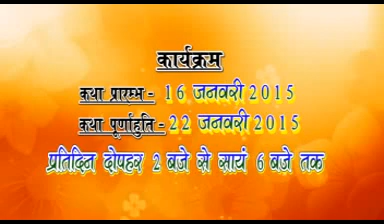 कार्यक्रम
कथा प्रारम्भ - 16 जनवरी 2015
कथा पूर्णाहुति - 22 जनवरी 2015
प्रतिदिन दोपहर 2 बजे से सायं 6 बजे तक